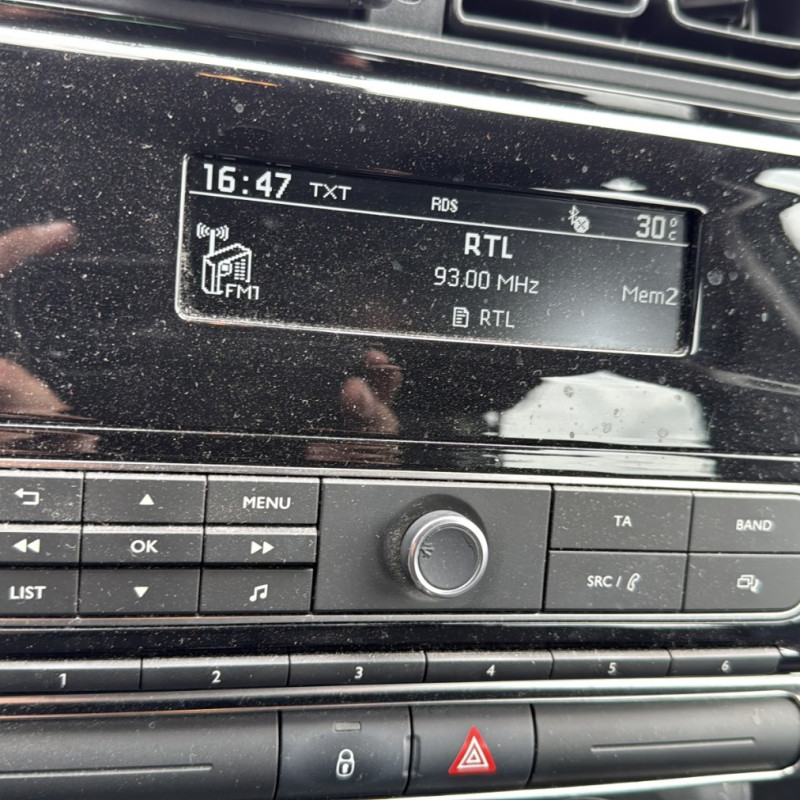 16:47 TXT RDS 30°C
RTL
93.00 MHz
FM1
Mem2
RTL
MENU
OK
LIST
TA
BAND
SRC /
1 2 3 4 5 6